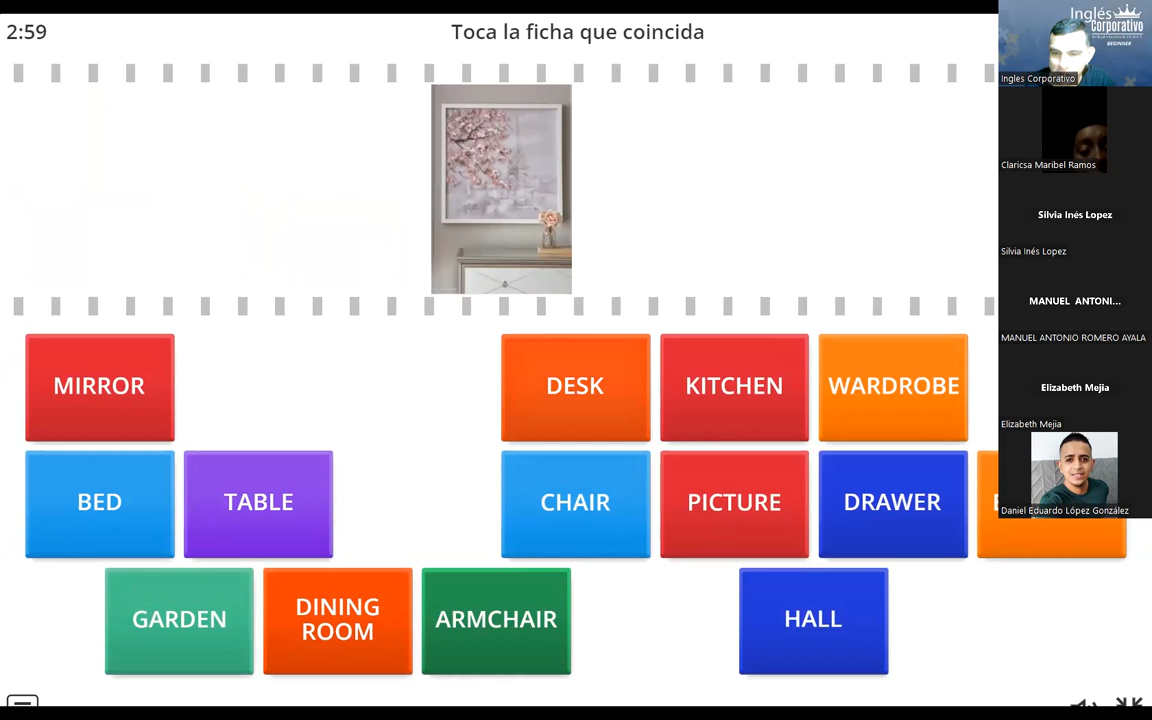 2:59
Toca la ficha que coincida
Inglés
Corporativo
BEGINNER
Ingles Corporativo
Claricsa Maribel Ramos
Silvia Inés Lopez
Silvia Inés Lopez
MANUEL ANTONI...
MANUEL ANTONIO ROMERO AYALA
Elizabeth Mejia
Elizabeth Mejia
Daniel Eduardo López González
MIRROR
DESK
KITCHEN
WARDROBE
BED
TABLE
CHAIR
PICTURE
DRAWER
GARDEN
DINING
ROOM
ARMCHAIR
HALL